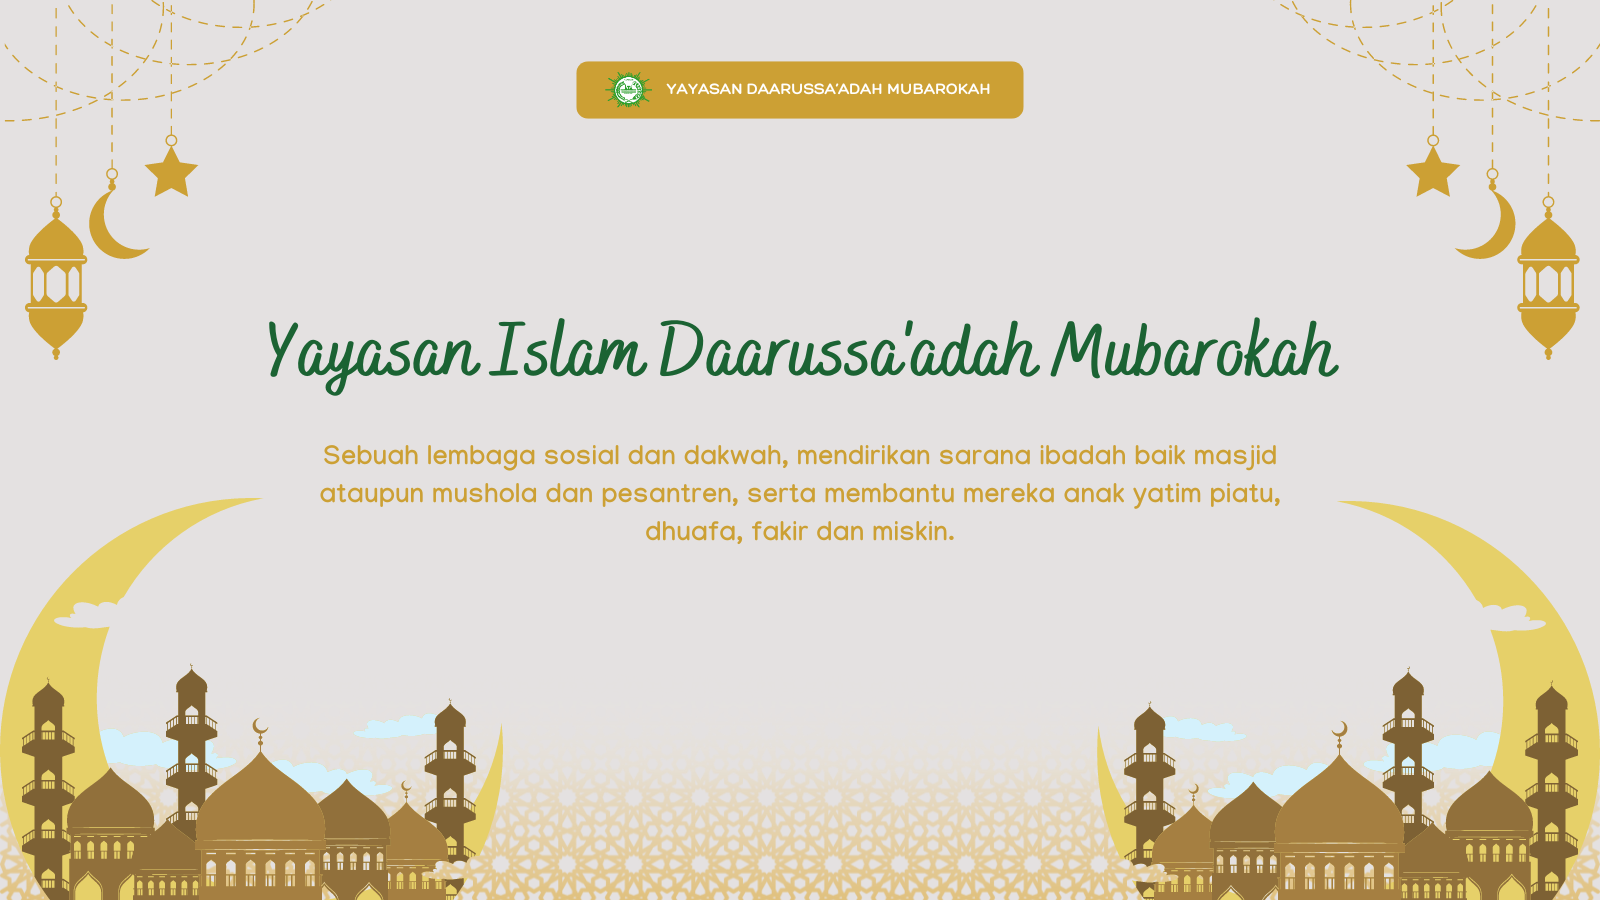 YAYASAN DAARUSSA'ADAH MUBAROKAH
Yayasan Islam Daarussa'adah Mubarokah
Sebuah lembaga sosial dan dakwah, mendirikan sarana ibadah baik masjid
ataupun mushola dan pesantren, serta membantu mereka anak yatim piatu,
dhuafa, fakir dan miskin.